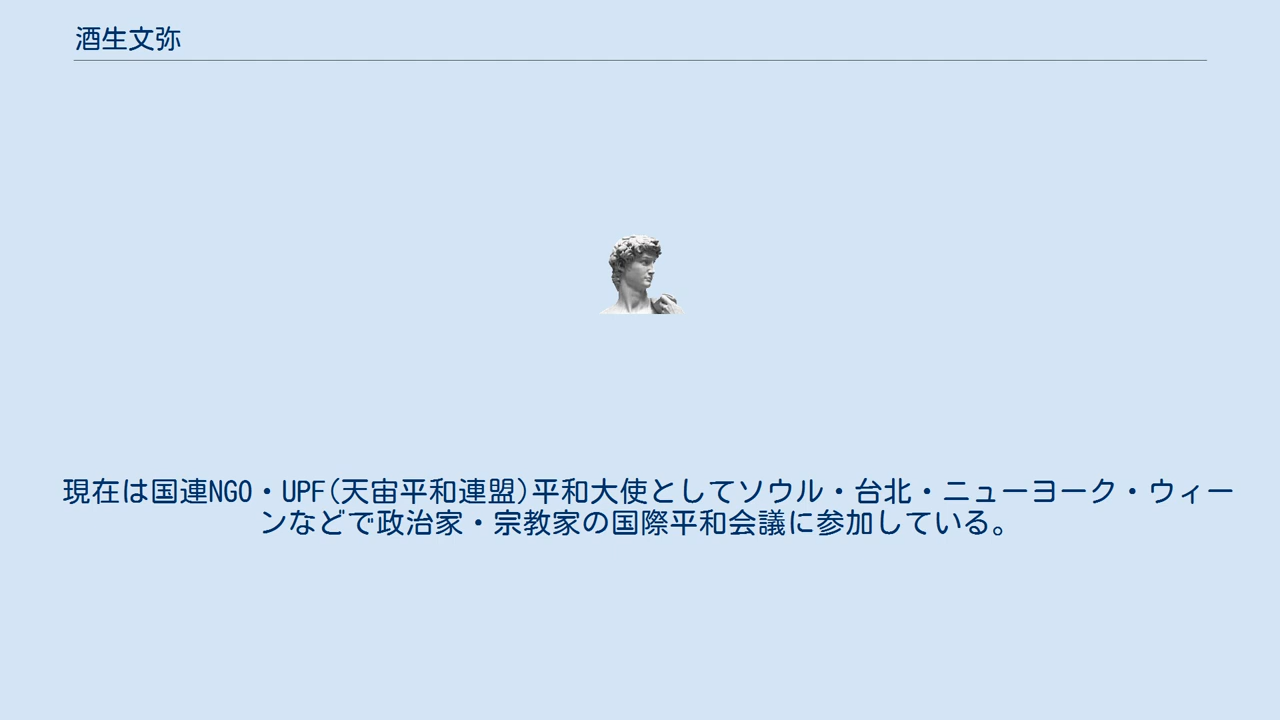 酒生文弥
現在は国連NGO・UPF(天宙平和連盟)平和大使としてソウル・台北・ニューヨーク・ウィー
ンなどで政治家・宗教家の国際平和会議に参加している。